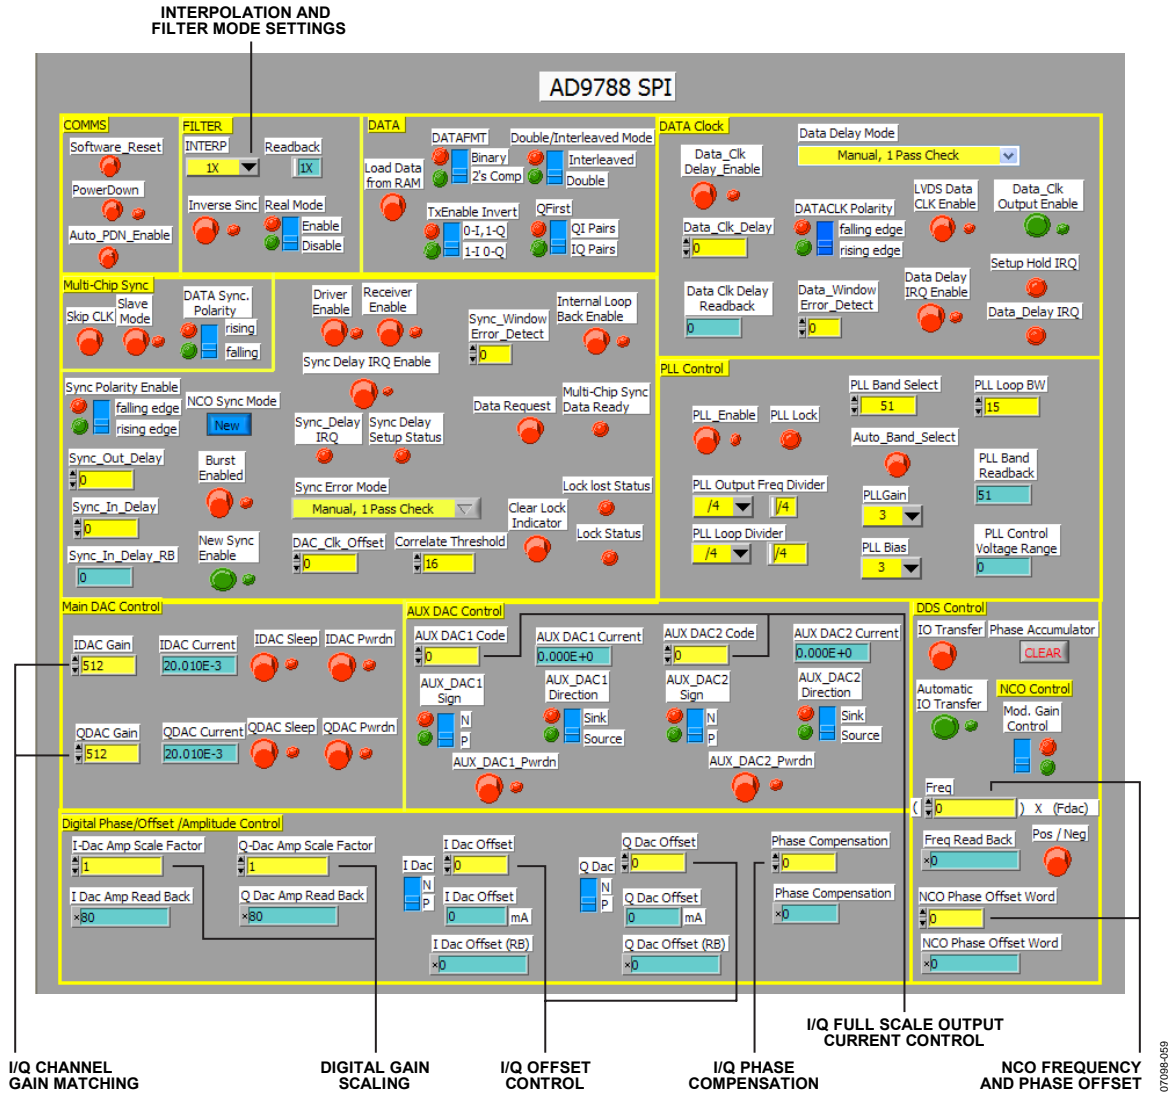 INTERPOLATION AND
FILTER MODE SETTINGS
AD9788 SPI
COMMS
Software_Reset
PowerDown
Auto_PDN_Enable
FILTER
INTERP
1X
Readback
1X
Inverse Sinc
Real Mode
Enable
Disable
DATA
Load Data
from RAM
DATAFMT
Binary
2's Comp
Double/Interleaved Mode
Interleaved
Double
TxEnable Invert
0-I,1-Q
1-I 0-Q
QFirst
QI Pairs
IQ Pairs
DATA Clock
Data_Clk
Delay_Enable
Data Delay Mode
Manual, 1 Pass Check
Data_Clk_Delay
0
DATACLK Polarity
falling edge
rising edge
LVDS Data
CLK Enable
Data_Clk
Output Enable
Data Clk Delay
Readback
0
Data_Window
Error_Detect
0
Data Delay
IRQ Enable
Setup Hold IRQ
Data_Delay IRQ
Multi-Chip Sync
Skip CLK
Slave
Mode
DATA Sync.
Polarity
rising
falling
Driver
Enable
Receiver
Enable
Sync_Window
Error_Detect
0
Internal Loop
Back Enable
Sync Delay IRQ Enable
Sync Polarity Enable
falling edge
rising edge
NCO Sync Mode
New
Sync_Delay
IRQ
Sync Delay
Setup Status
Data Request
Multi-Chip Sync
Data Ready
Sync_Out_Delay
0
Burst
Enabled
Sync_In_Delay
0
Sync_In_Delay_RB
0
New Sync
Enable
Sync Error Mode
Manual, 1 Pass Check
DAC_Clk_Offset
0
Correlate Threshold
16
Clear Lock
Indicator
Lock lost Status
Lock Status
PLL Control
PLL_Enable
PLL Lock
PLL Band Select
51
PLL Loop BW
15
Auto_Band_Select
PLL Band
Readback
51
PLL Output Freq Divider
/4
/4
PLL Loop Divider
/4
/4
PLLGain
3
PLL Bias
3
PLL Control
Voltage Range
0
Main DAC Control
IDAC Gain
512
IDAC Current
20.010E-3
IDAC Sleep
IDAC Pwrdn
QDAC Gain
512
QDAC Current
20.010E-3
QDAC Sleep
QDAC Pwrdn
AUX DAC Control
AUX DAC1 Code
0
AUX DAC1 Current
0.000E+0
AUX DAC2 Code
0
AUX DAC2 Current
0.000E+0
AUX_DAC1
Sign
N
P
AUX_DAC1
Direction
Sink
Source
AUX_DAC2
Sign
N
P
AUX_DAC2
Direction
Sink
Source
AUX_DAC1_Pwrdn
AUX_DAC2_Pwrdn
DDS Control
IO Transfer
Phase Accumulator
CLEAR
Automatic
IO Transfer
NCO Control
Mod. Gain
Control
Freq
( 0 ) X (Fdac)
Freq Read Back
×0
Pos / Neg
NCO Phase Offset Word
0
NCO Phase Offset Word
×0
Digital Phase/Offset /Amplitude Control
I-Dac Amp Scale Factor
1
Q-Dac Amp Scale Factor
1
I Dac Amp Read Back
×80
Q Dac Amp Read Back
×80
I Dac
N
P
I Dac Offset
0
I Dac Offset
0 mA
I Dac Offset (RB)
×0
Q Dac
N
P
Q Dac Offset
0
Q Dac Offset
0 mA
Q Dac Offset (RB)
×0
Phase Compensation
0
Phase Compensation
×0
I/Q FULL SCALE OUTPUT
CURRENT CONTROL
I/Q CHANNEL
GAIN MATCHING
DIGITAL GAIN
SCALING
I/Q OFFSET
CONTROL
I/Q PHASE
COMPENSATION
NCO FREQUENCY
AND PHASE OFFSET
07098-059